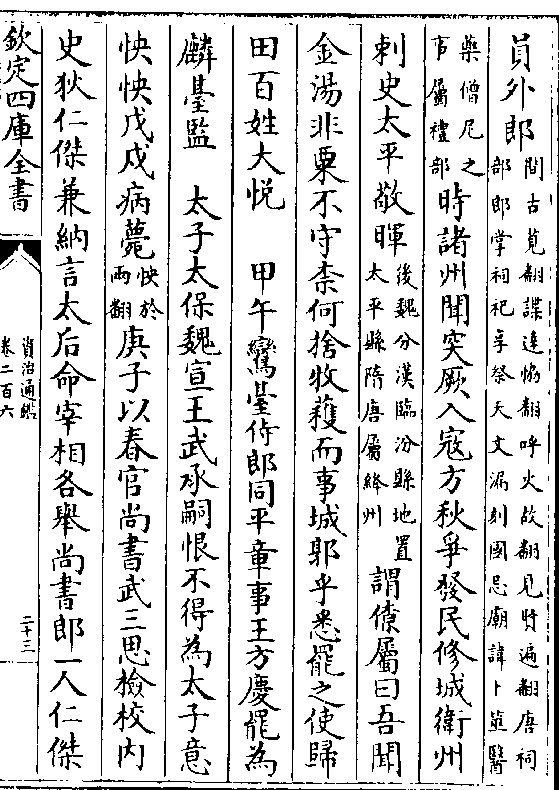 員外郎間古莧翻諜達協翻呼火故翻見賢遍翻唐祠部郎掌祠祀享祭天文漏刻國忌廟諱卜筮醫
藥僧尼之事屬禮部時諸州聞突厥入寇方秋爭發民修城衛州
刺史太平敬暉後魏分漢臨汾縣地置太平縣隋唐屬絳州謂僚屬曰吾聞
金湯非粟不守柰何捨收穫而事城郭乎悉罷之使歸
田百姓大悅　甲午鸞臺侍郎同平章事王方慶罷為
麟臺監　太子太保魏宣王武承嗣恨不得為太子意
怏怏戊戌病薨怏於兩翻庚子以春官尚書武三思檢校内
史狄仁傑兼納言太后命宰相各舉尚書郎一人仁傑
欽定四庫全書
資治通鑑
卷二百六
二十三